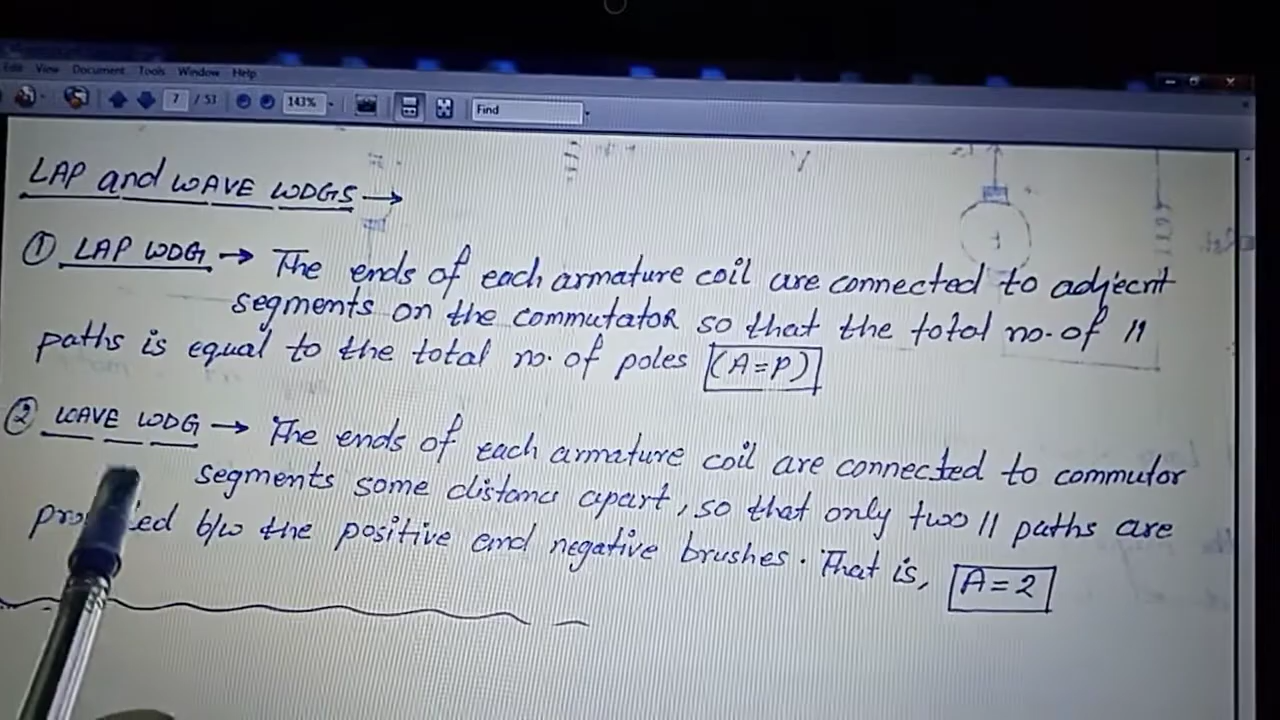 Edit View Document Tools Window Help
7 / 53 143% Find
LAP and WAVE WDGS →
① LAP WDG → The ends of each armature coil are connected to adjecnt
segments on the commutator so that the total no. of 11
paths is equal to the total no. of poles (A=P)
② WAVE WDG → The ends of each armature coil are connected to commutor
segments some distance apart, so that only two 11 paths are
b/w the positive and negative brushes. That is, A=2